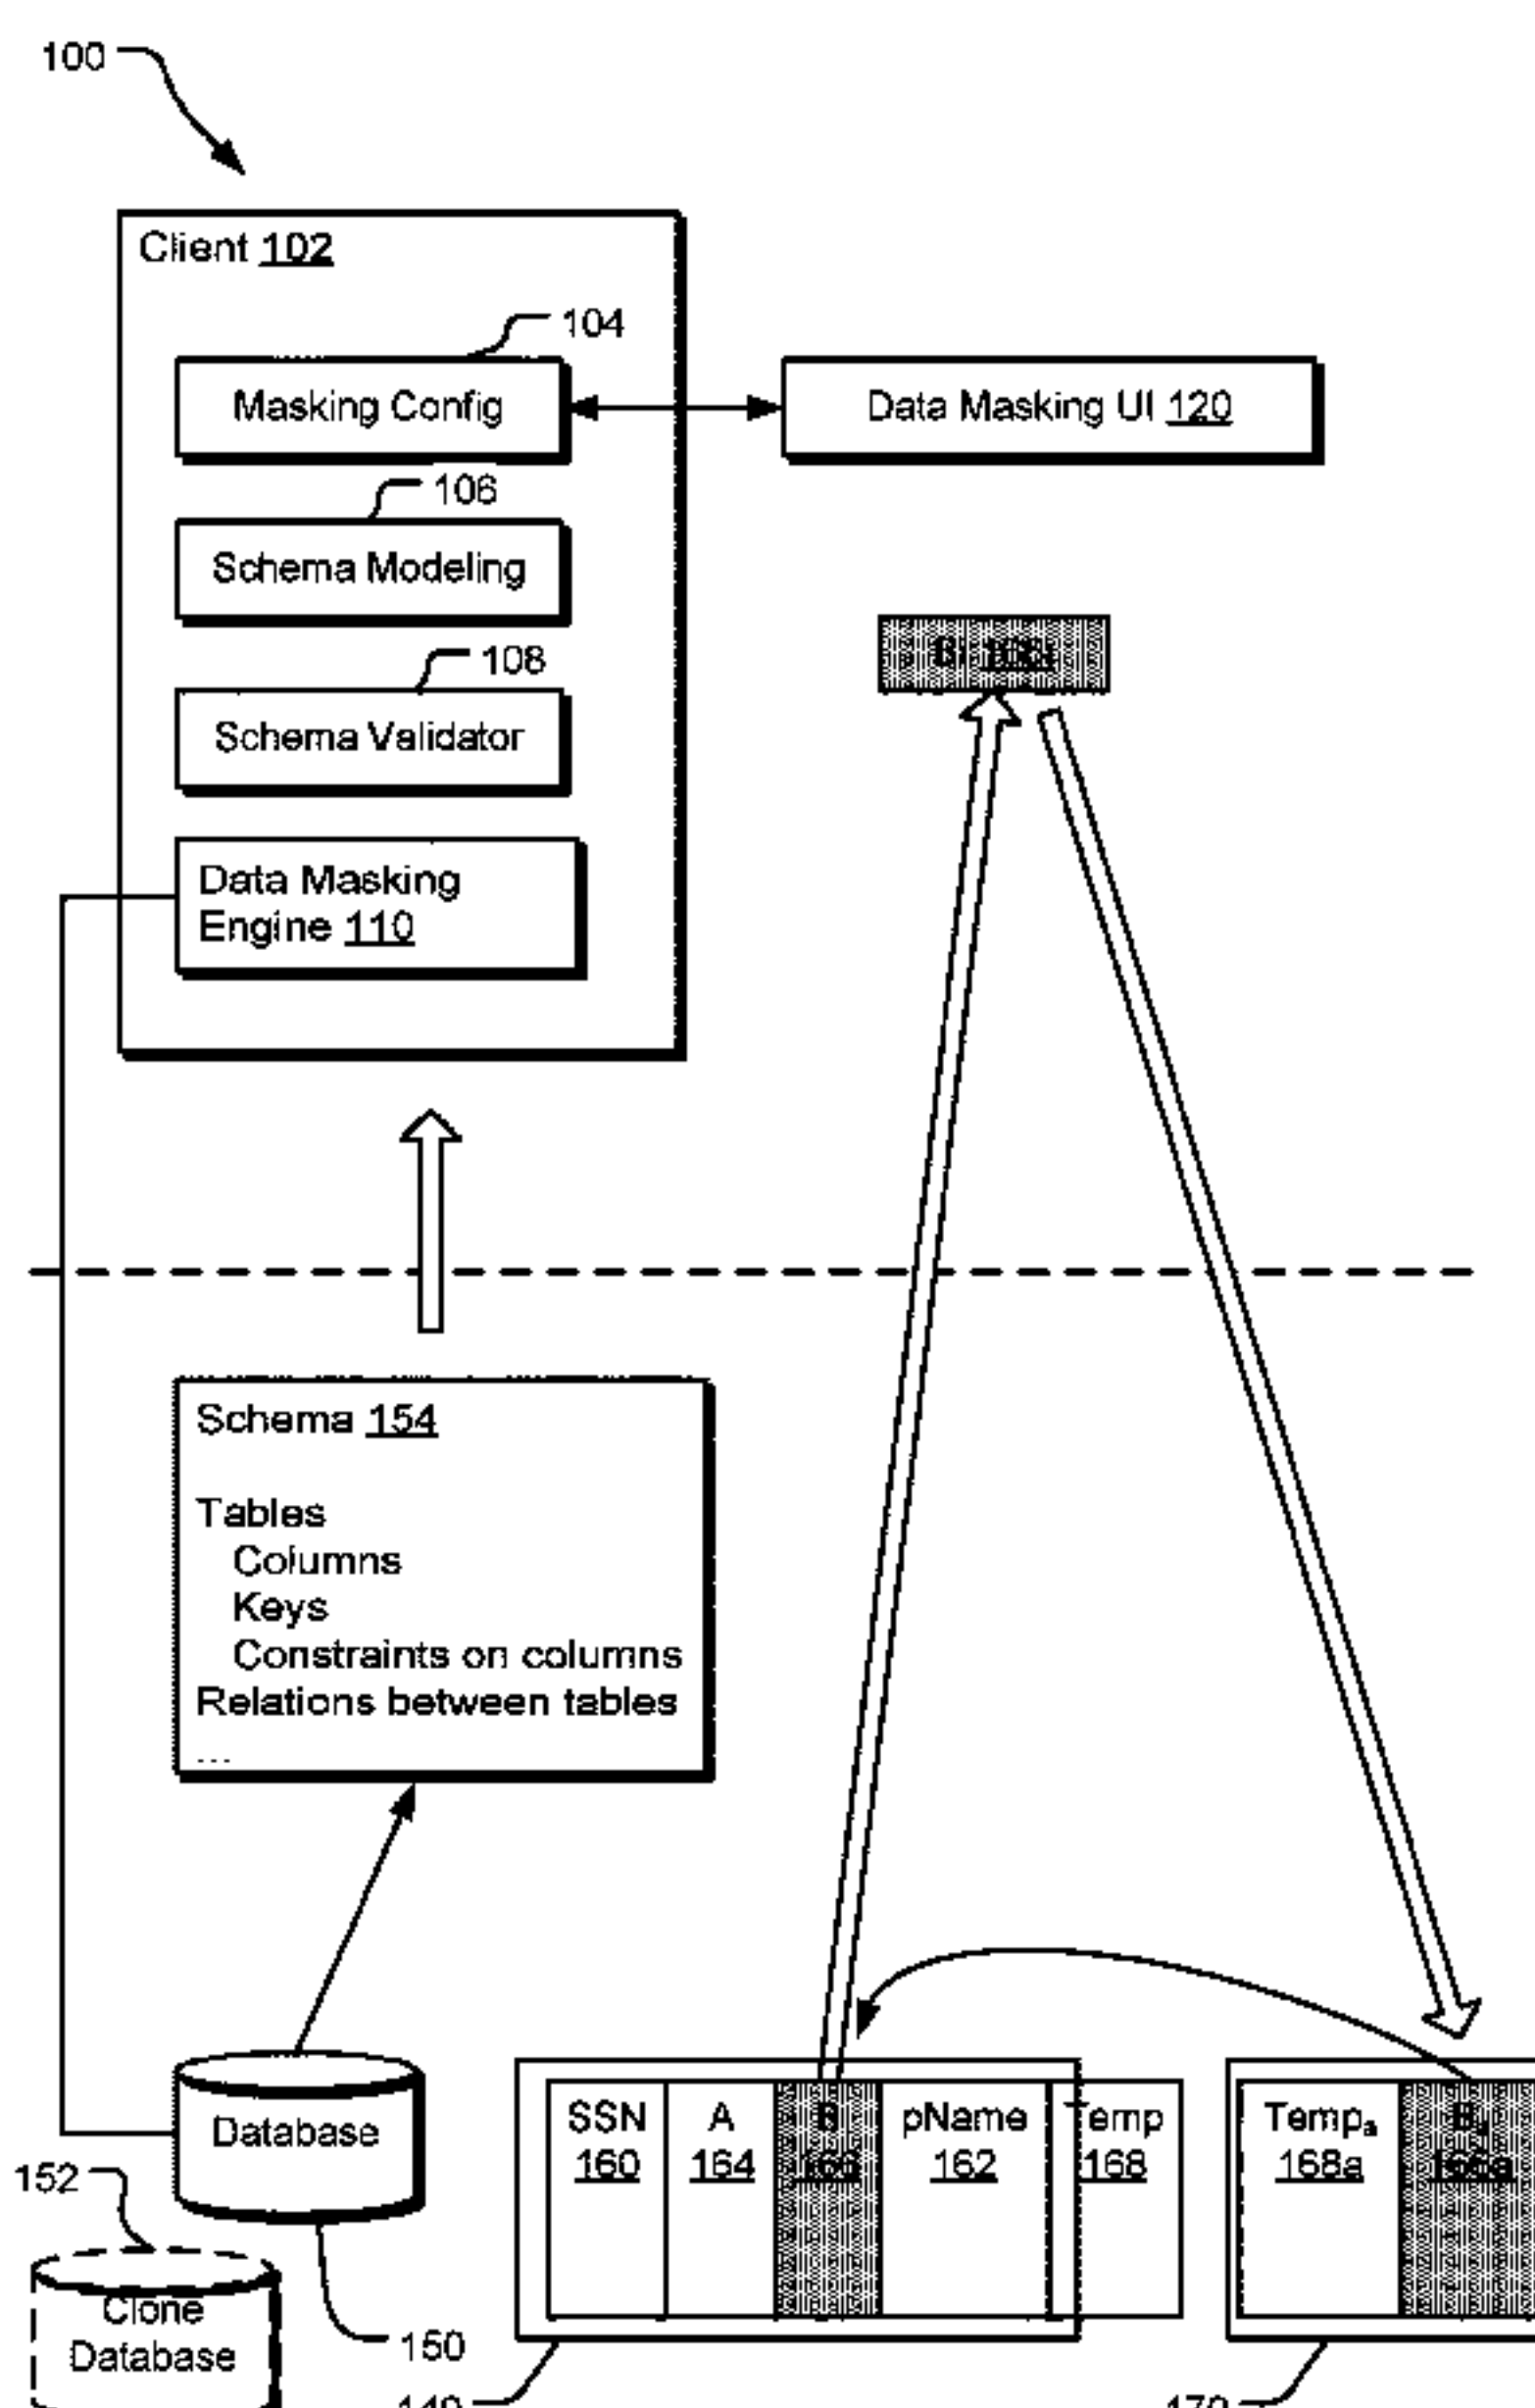 100
Client 102
104
Masking Config
Data Masking UI 120
106
Schema Modeling
108
Schema Validator
Data Masking
Engine 110
Schema 154
Tables
Columns
Keys
Constraints on columns
Relations between tables
...
Database
SSN
160
A
164
B
166
pName
162
Temp
168
Tempa
168a
152
Clone
Database
150